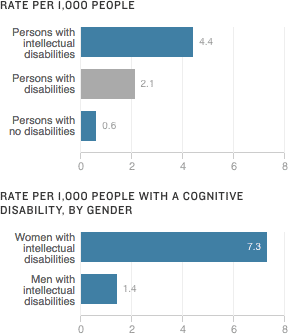 RATE PER 1,000 PEOPLE
Persons with
intellectual
disabilities
4.4
Persons with
disabilities
2.1
Persons with
no disabilities
0.6
0 2 4 6 8
RATE PER 1,000 PEOPLE WITH A COGNITIVE
DISABILITY, BY GENDER
Women with
intellectual
disabilities
7.3
Men with
intellectual
disabilities
1.4
0 2 4 6 8